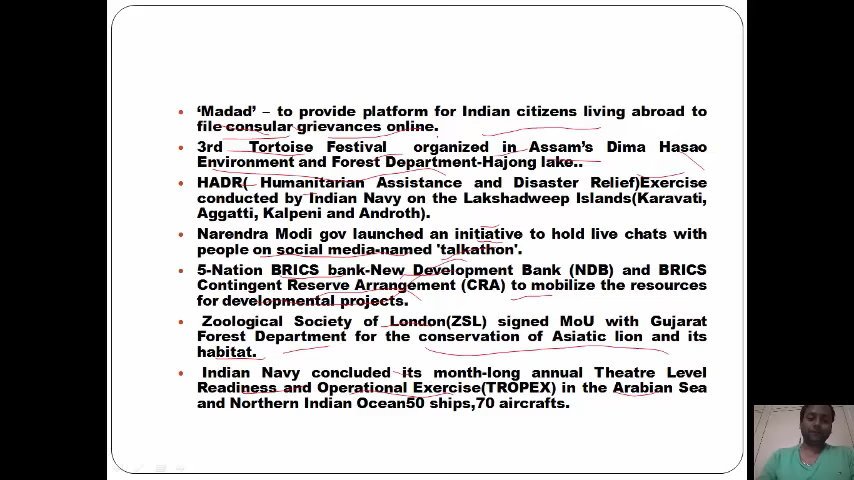 • ‘Madad’ – to provide platform for Indian citizens living abroad to
file consular grievances online.
• 3rd Tortoise Festival organized in Assam’s Dima Hasao
Environment and Forest Department-Hajong lake..
• HADR( Humanitarian Assistance and Disaster Relief)Exercise
conducted by Indian Navy on the Lakshadweep Islands(Karavati,
Aggatti, Kalpeni and Androth).
• Narendra Modi gov launched an initiative to hold live chats with
people on social media-named 'talkathon'.
• 5-Nation BRICS bank-New Development Bank (NDB) and BRICS
Contingent Reserve Arrangement (CRA) to mobilize the resources
for developmental projects.
• Zoological Society of London(ZSL) signed MoU with Gujarat
Forest Department for the conservation of Asiatic lion and its
habitat.
• Indian Navy concluded its month-long annual Theatre Level
Readiness and Operational Exercise(TROPEX) in the Arabian Sea
and Northern Indian Ocean50 ships,70 aircrafts.